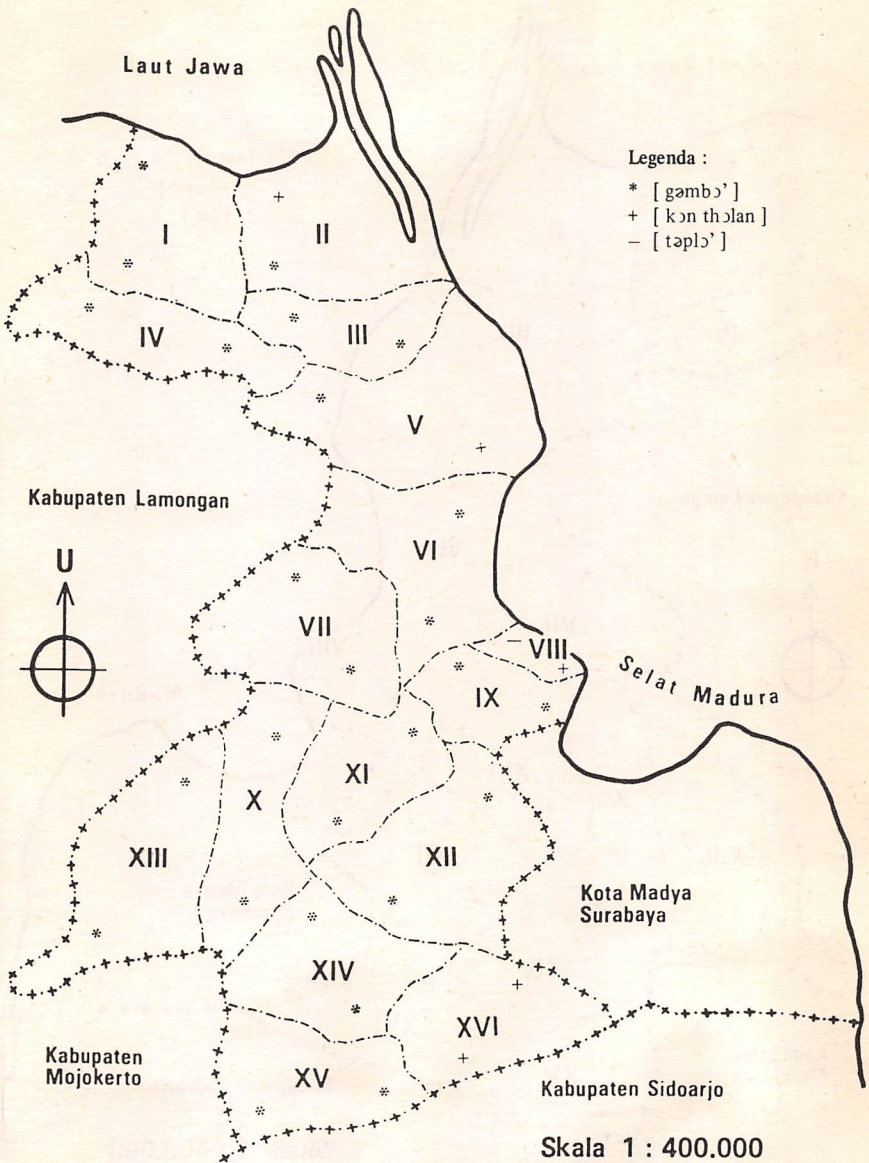 Laut Jawa
Legenda :
* [ gəmbɔ' ]
+ [ kɔn thɔlan ]
– [ təplɔ' ]
I
II
III
IV
V
Kabupaten Lamongan
U
VI
VII
VIII
Selat Madura
IX
X
XI
XII
XIII
Kota Madya
Surabaya
XIV
XVI
Kabupaten
Mojokerto
XV
Kabupaten Sidoarjo
Skala 1 : 400.000